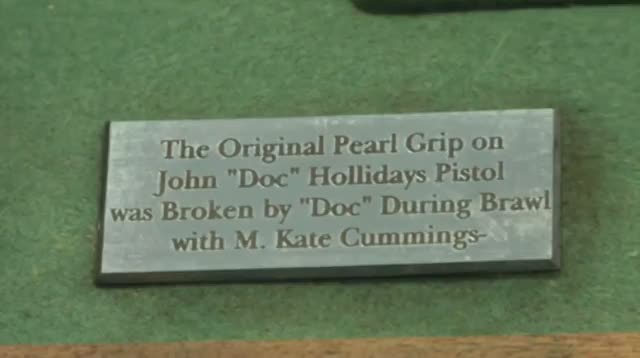 The Original Pearl Grip on
John "Doc" Hollidays Pistol
was Broken by "Doc" During Brawl
with M. Kate Cummings-